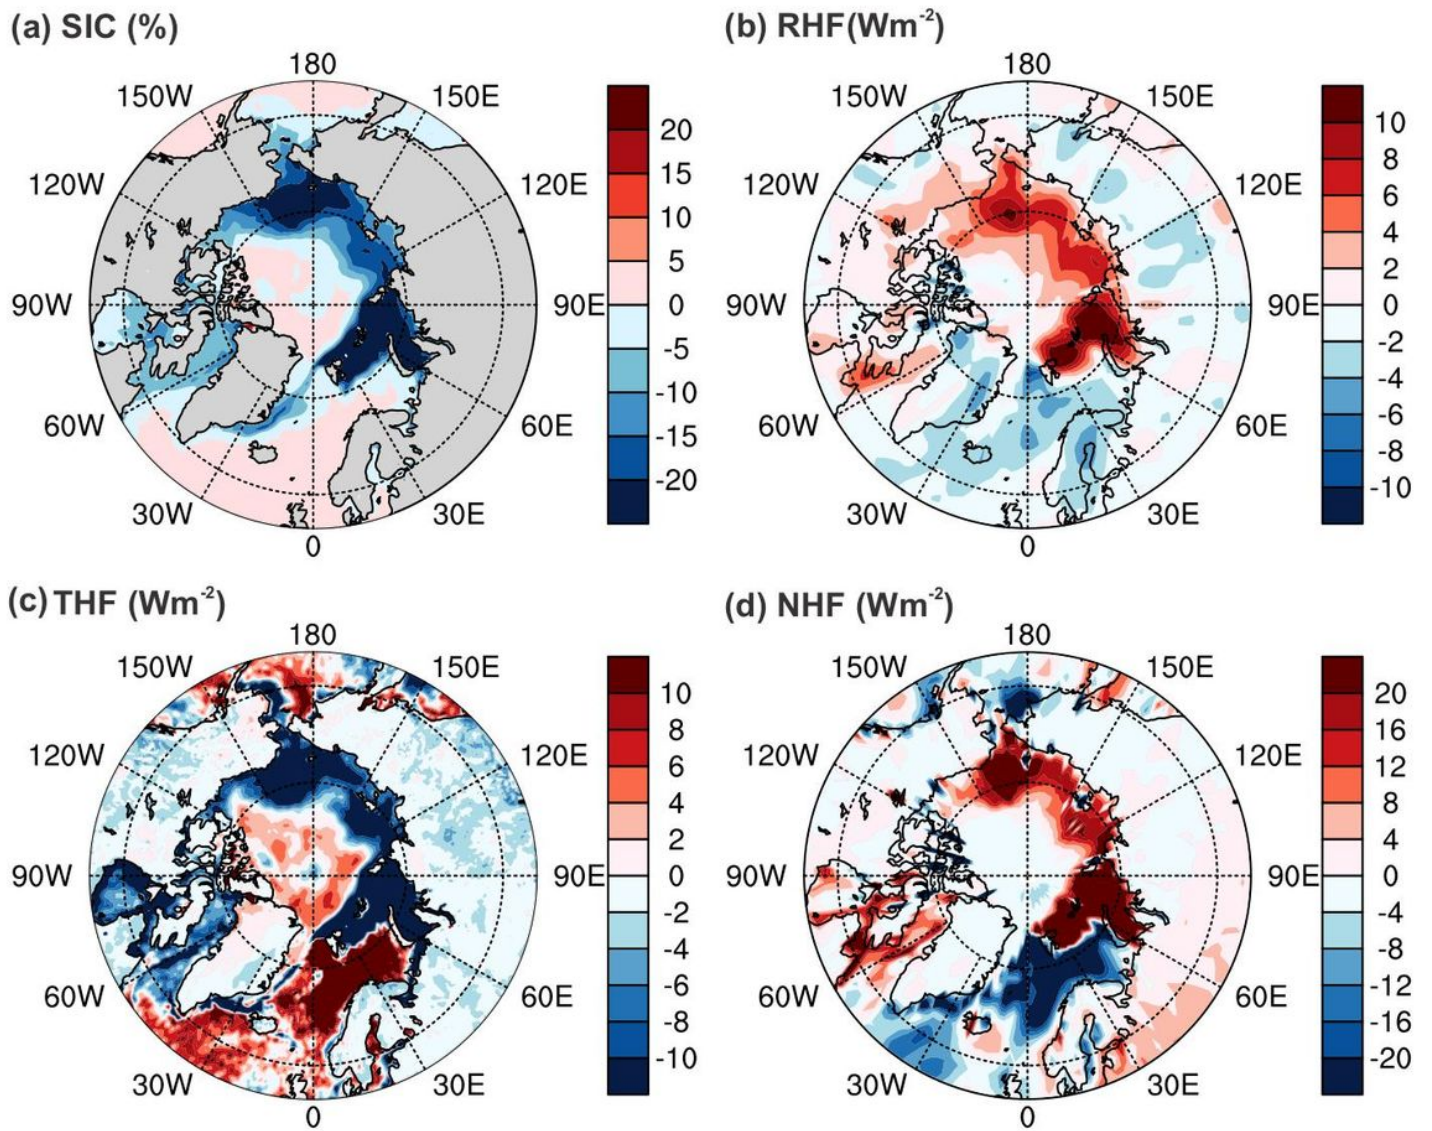 (a) SIC (%)
180
150W
150E
120W
120E
90W
90E
60W
60E
30W
30E
0
20
15
10
5
0
-5
-10
-15
-20
(b) RHF(Wm-2)
180
150W
150E
120W
120E
90W
90E
60W
60E
30W
30E
0
10
8
6
4
2
0
-2
-4
-6
-8
-10
(c) THF (Wm-2)
180
150W
150E
120W
120E
90W
90E
60W
60E
30W
30E
0
10
8
6
4
2
0
-2
-4
-6
-8
-10
(d) NHF (Wm-2)
180
150W
150E
120W
120E
90W
90E
60W
60E
30W
30E
0
20
16
12
8
4
0
-4
-8
-12
-16
-20